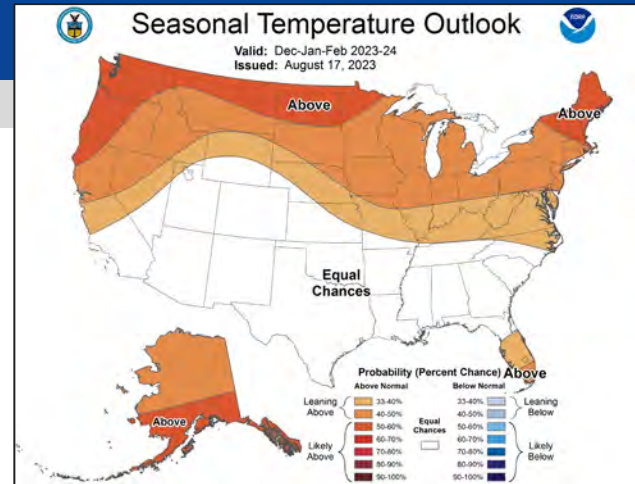 Seasonal Temperature Outlook
Valid: Dec-Jan-Feb 2023-24
Issued: August 17, 2023
NOAA
Above
Above
Equal
Chances
Above
Above
Probability (Percent Chance)
Above Normal
Below Normal
Leaning
Above
Likely
Above
33-40%
40-50%
50-60%
60-70%
70-80%
80-90%
90-100%
Equal
Chances
33-40%
40-50%
50-60%
60-70%
70-80%
80-90%
90-100%
Leaning
Below
Likely
Below